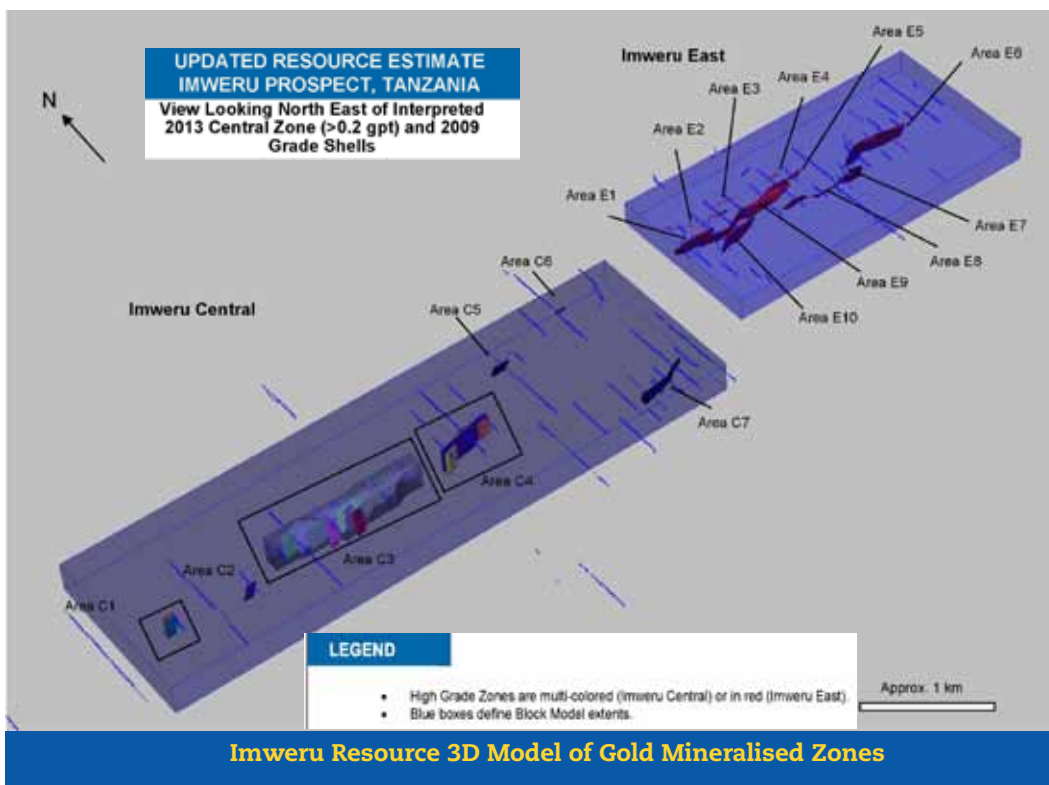 UPDATED RESOURCE ESTIMATE
IMWERU PROSPECT, TANZANIA
View Looking North East of Interpreted
2013 Central Zone (>0.2 gpt) and 2009
Grade Shells
N
Imweru East
Area E5
Area E6
Area E4
Area E3
Area E2
Area E1
Area E7
Area E8
Area E9
Area E10
Imweru Central
Area C6
Area C5
Area C7
Area C4
Area C3
Area C2
Area C1
LEGEND
• High Grade Zones are multi-colored (Imweru Central) or in red (Imweru East).
• Blue boxes define Block Model extents.
Approx. 1 km
Imweru Resource 3D Model of Gold Mineralised Zones